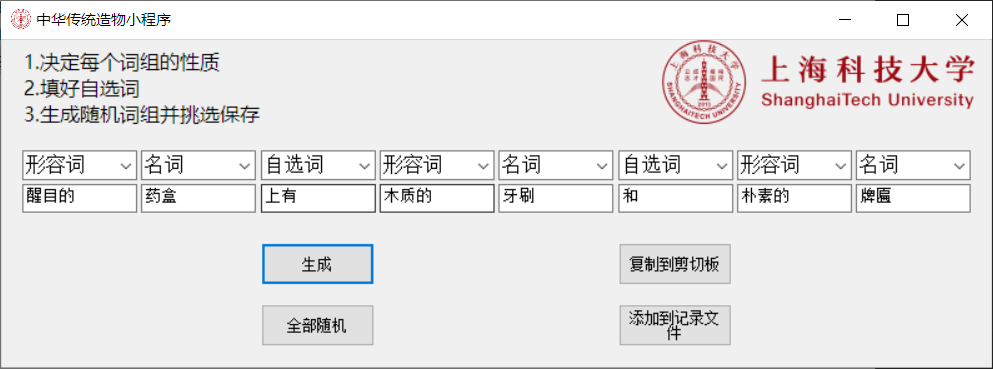 中华传统造物小程序
1.决定每个词组的性质
2.填好自选词
3.生成随机词组并挑选保存
上海科技大学
ShanghaiTech University
SHANGHAITECH UNIVERSITY
2013
形容词 名词 自选词 形容词 名词 自选词 形容词 名词
醒目的 药盒 上有 木质的 牙刷 和 朴素的 牌匾
生成 复制到剪切板
全部随机 添加到记录文
件